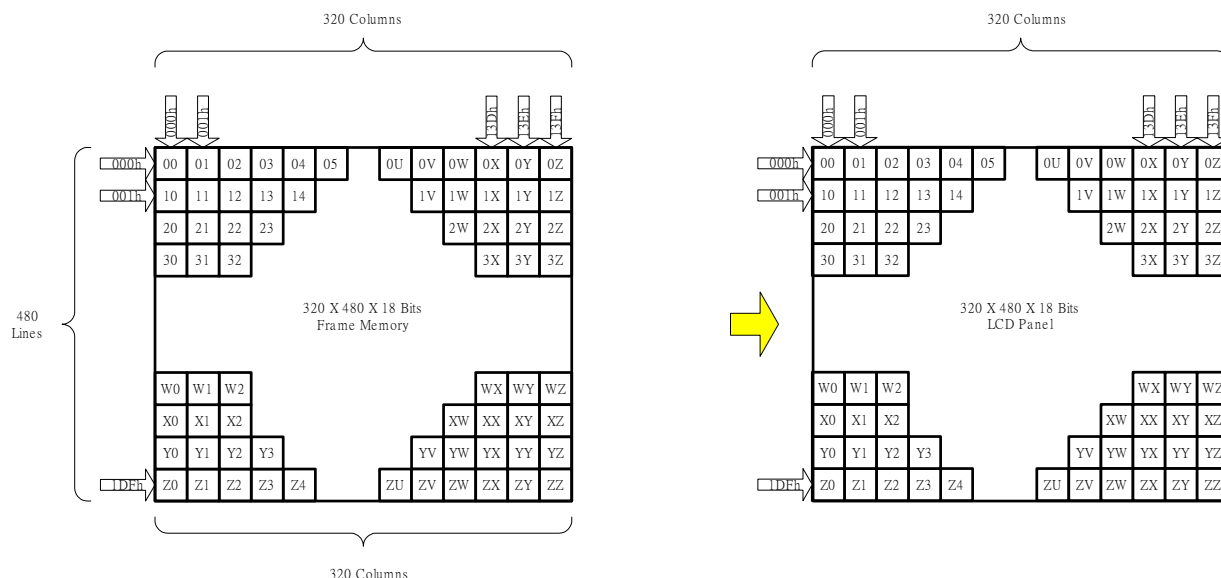 320 Columns
320 Columns
000h 001h 13Dh 13Eh 13Fh
000h 001h 13Dh 13Eh 13Fh
000h 00 01 02 03 04 05 0U 0V 0W 0X 0Y 0Z
000h 00 01 02 03 04 05 0U 0V 0W 0X 0Y 0Z
001h 10 11 12 13 14 1V 1W 1X 1Y 1Z
001h 10 11 12 13 14 1V 1W 1X 1Y 1Z
20 21 22 23 2W 2X 2Y 2Z
20 21 22 23 2W 2X 2Y 2Z
30 31 32 3X 3Y 3Z
30 31 32 3X 3Y 3Z
480
Lines
320 X 480 X 18 Bits
Frame Memory
320 X 480 X 18 Bits
LCD Panel
W0 W1 W2 WX WY WZ
W0 W1 W2 WX WY WZ
X0 X1 X2 XW XX XY XZ
X0 X1 X2 XW XX XY XZ
Y0 Y1 Y2 Y3 YV YW YX YY YZ
Y0 Y1 Y2 Y3 YV YW YX YY YZ
1DFh Z0 Z1 Z2 Z3 Z4 ZU ZV ZW ZX ZY ZZ
1DFh Z0 Z1 Z2 Z3 Z4 ZU ZV ZW ZX ZY ZZ
320 Columns